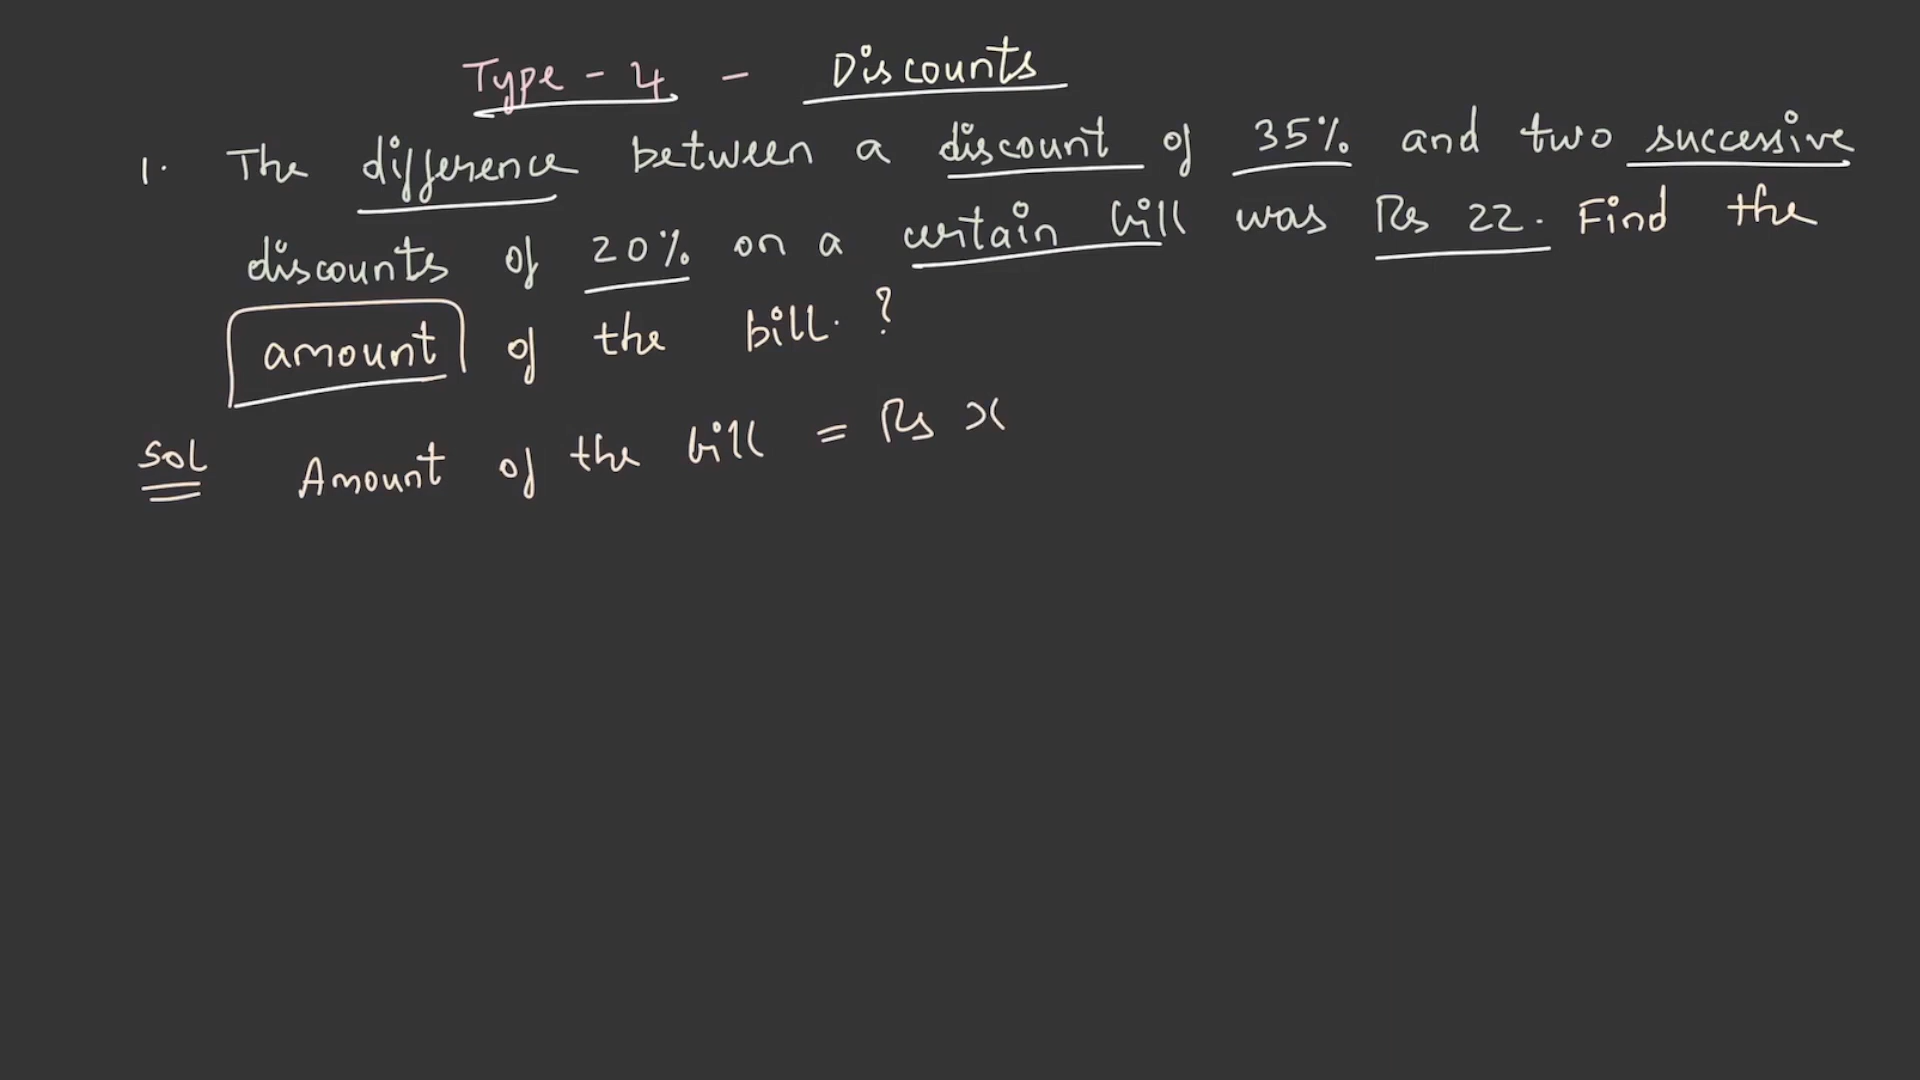 Type - 4 - Discounts
1. The difference between a discount of 35% and two successive
discounts of 20% on a certain bill was Rs 22. Find the
amount of the bill. ?
Sol Amount of the bill = Rs x